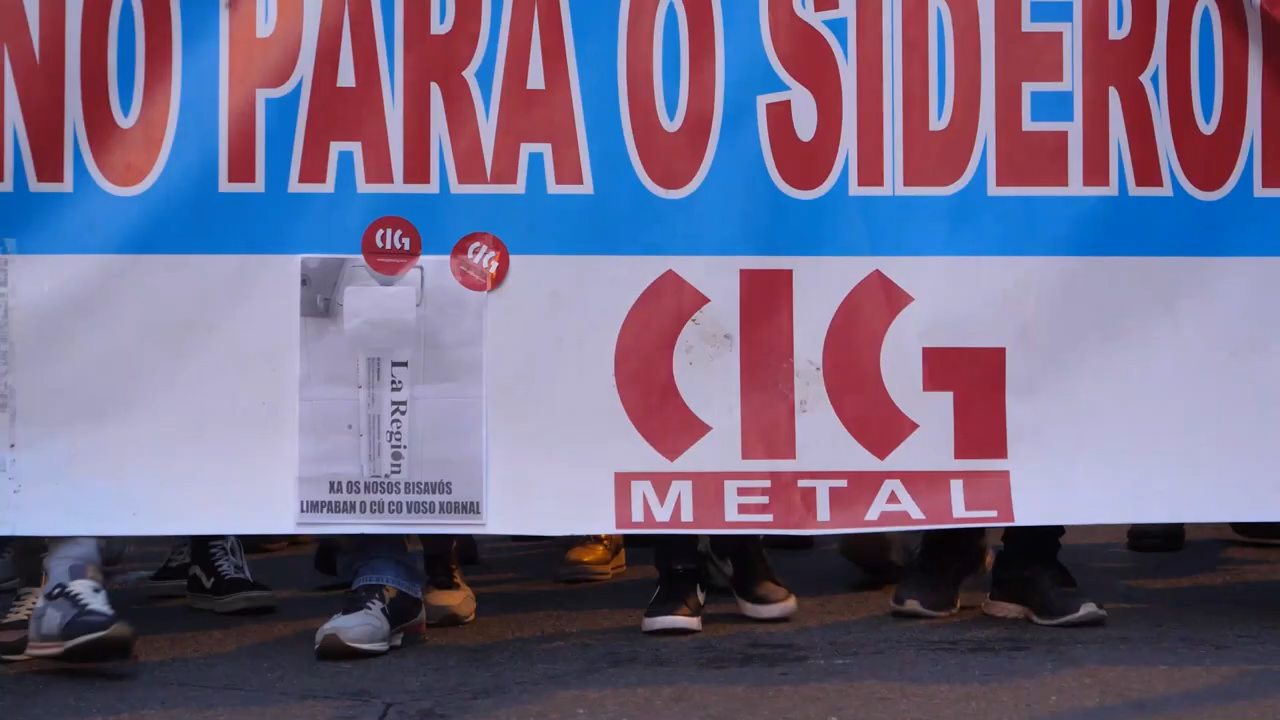 NO PARA O SIDERO
CIG
CIG
La Región
XA OS NOSOS BISAVÓS
LIMPABAN O CÚ CO VOSO XORNAL
CIG
METAL